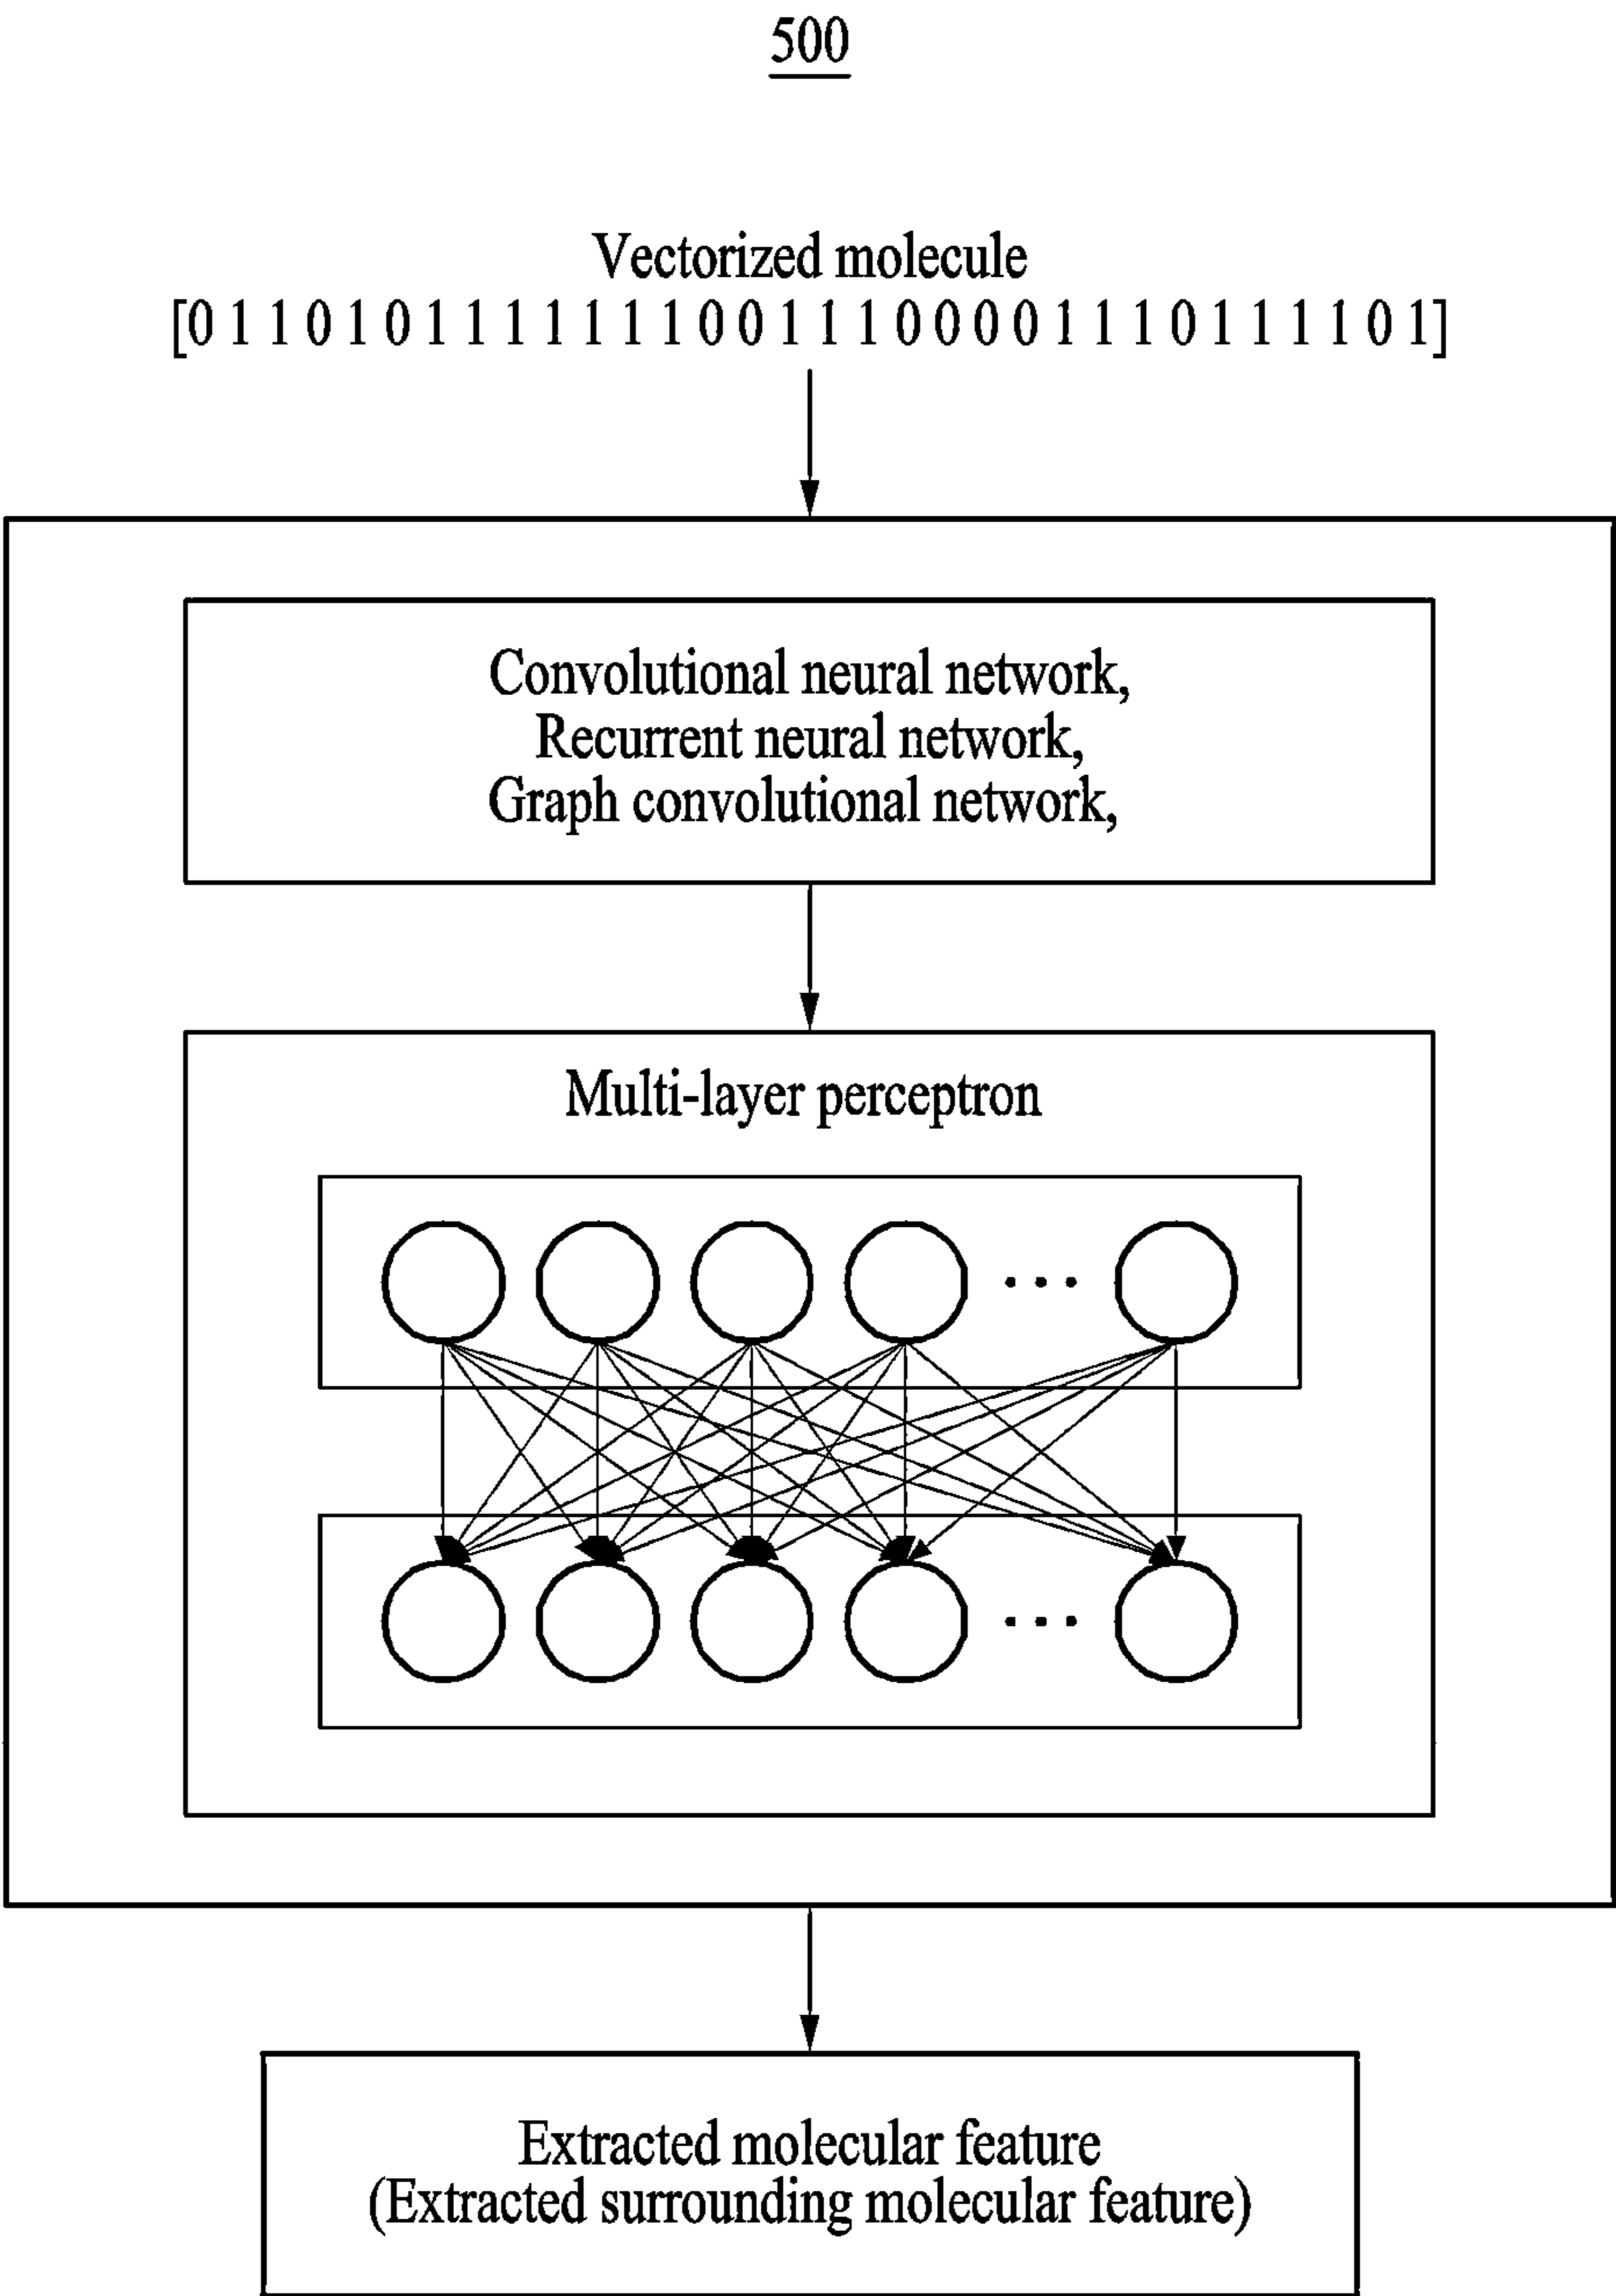 500
Vectorized molecule
[0 1 1 0 1 0 1 1 1 1 1 1 1 0 0 1 1 1 0 0 0 0 1 1 1 0 1 1 1 1 0 1]
Convolutional neural network,
Recurrent neural network,
Graph convolutional network,
Multi-layer perceptron
Extracted molecular feature
(Extracted surrounding molecular feature)